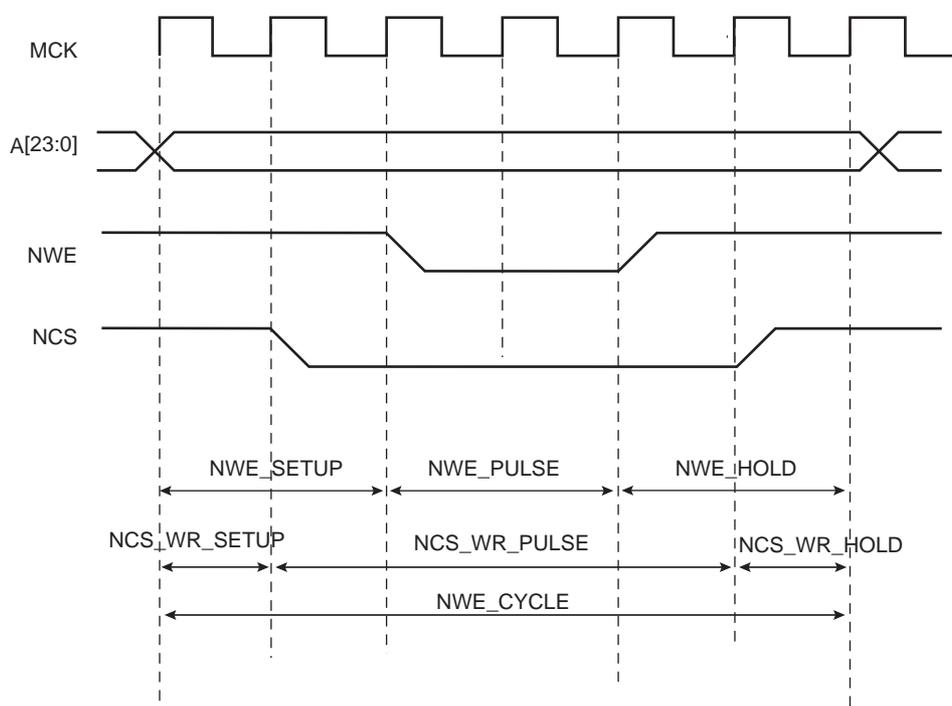 MCK
A[23:0]
NWE
NCS
NWE_SETUP NWE_PULSE NWE_HOLD
NCS_WR_SETUP NCS_WR_PULSE NCS_WR_HOLD
NWE_CYCLE